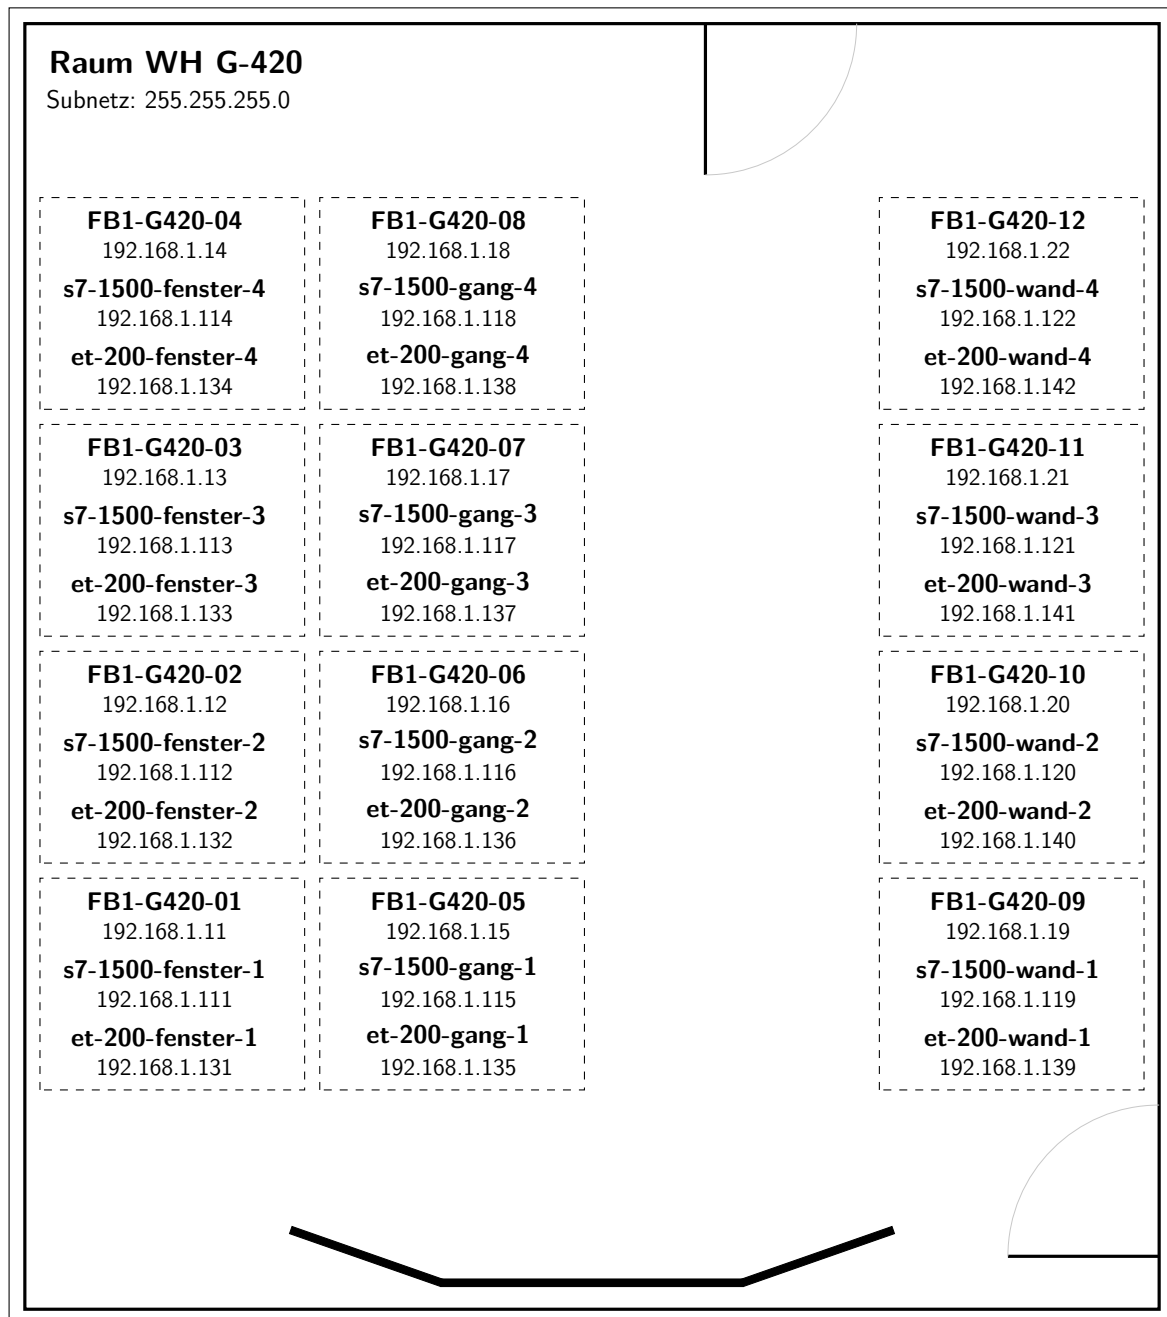 Raum WH G-420
Subnetz: 255.255.255.0
FB1-G420-04
192.168.1.14
s7-1500-fenster-4
192.168.1.114
et-200-fenster-4
192.168.1.134
FB1-G420-08
192.168.1.18
s7-1500-gang-4
192.168.1.118
et-200-gang-4
192.168.1.138
FB1-G420-12
192.168.1.22
s7-1500-wand-4
192.168.1.122
et-200-wand-4
192.168.1.142
FB1-G420-03
192.168.1.13
s7-1500-fenster-3
192.168.1.113
et-200-fenster-3
192.168.1.133
FB1-G420-07
192.168.1.17
s7-1500-gang-3
192.168.1.117
et-200-gang-3
192.168.1.137
FB1-G420-11
192.168.1.21
s7-1500-wand-3
192.168.1.121
et-200-wand-3
192.168.1.141
FB1-G420-02
192.168.1.12
s7-1500-fenster-2
192.168.1.112
et-200-fenster-2
192.168.1.132
FB1-G420-06
192.168.1.16
s7-1500-gang-2
192.168.1.116
et-200-gang-2
192.168.1.136
FB1-G420-10
192.168.1.20
s7-1500-wand-2
192.168.1.120
et-200-wand-2
192.168.1.140
FB1-G420-01
192.168.1.11
s7-1500-fenster-1
192.168.1.111
et-200-fenster-1
192.168.1.131
FB1-G420-05
192.168.1.15
s7-1500-gang-1
192.168.1.115
et-200-gang-1
192.168.1.135
FB1-G420-09
192.168.1.19
s7-1500-wand-1
192.168.1.119
et-200-wand-1
192.168.1.139